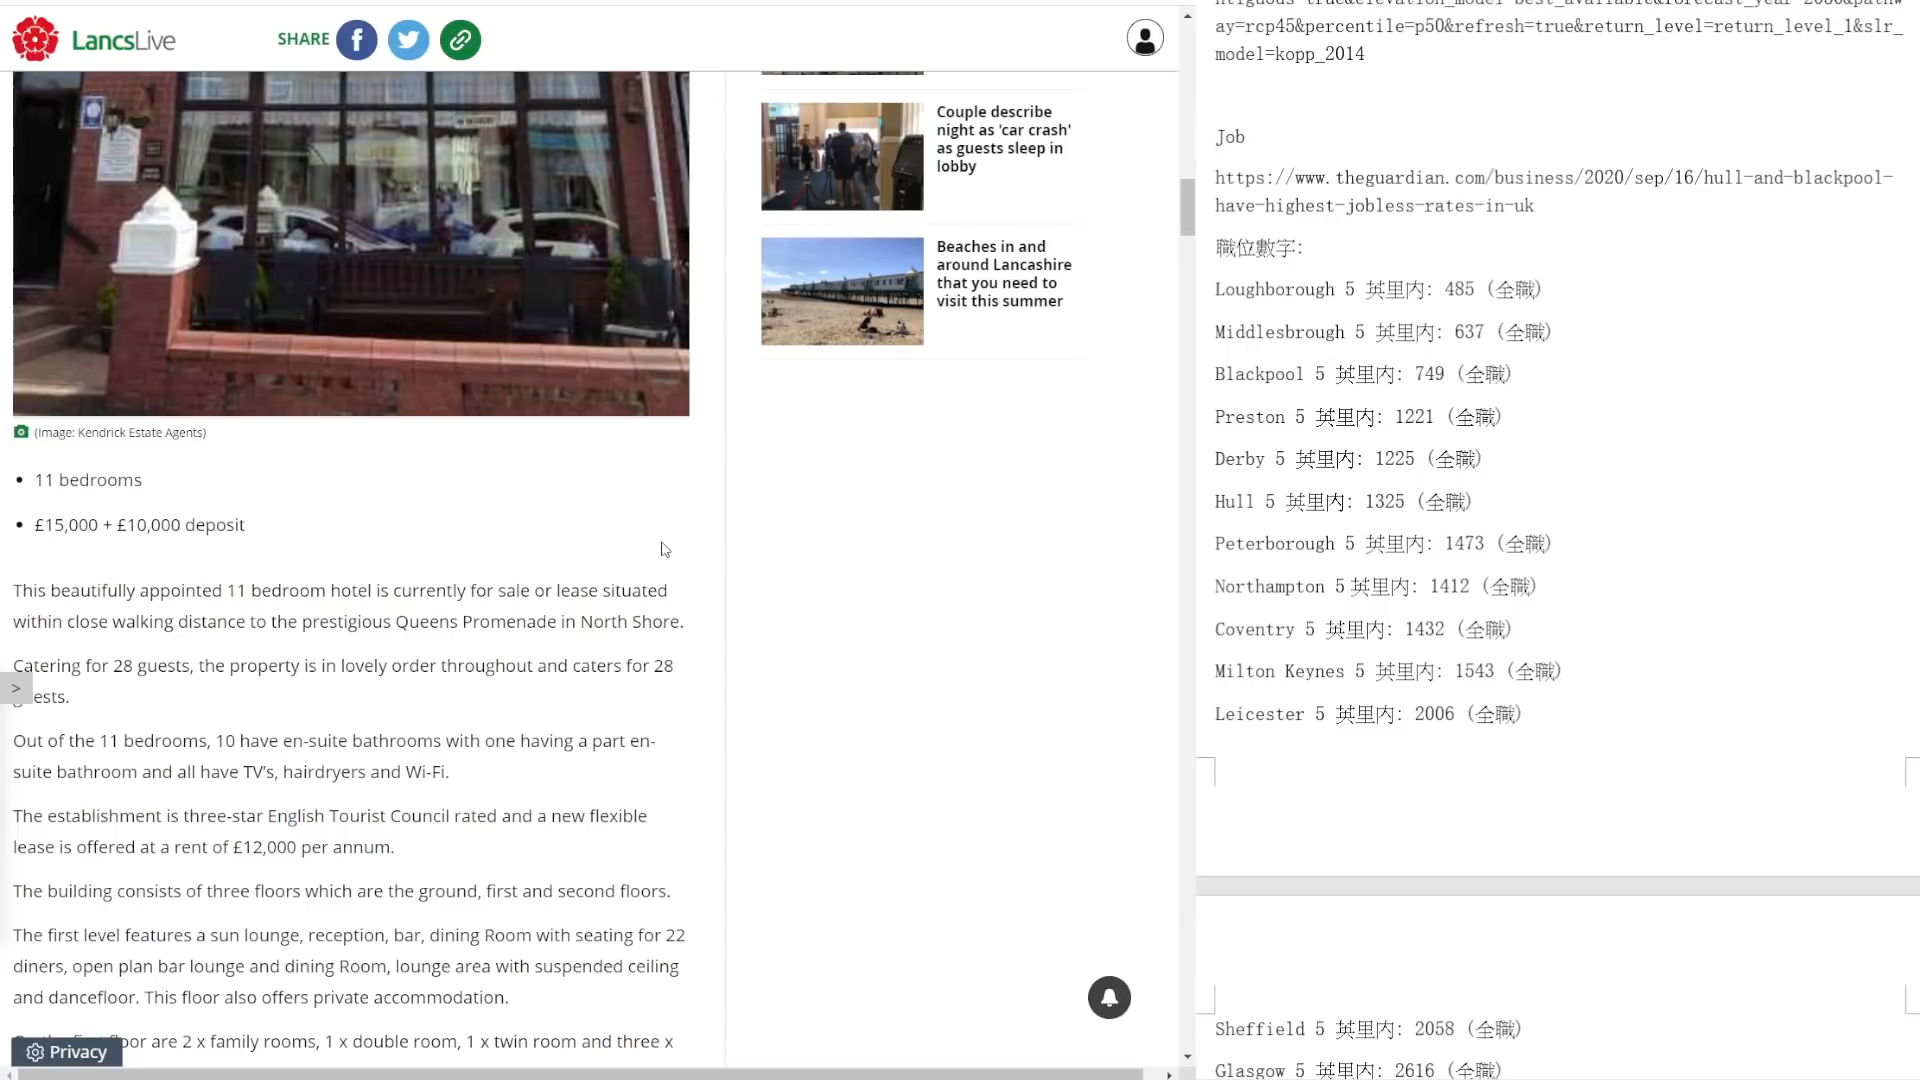 LancsLive
SHARE
(Image: Kendrick Estate Agents)
• 11 bedrooms
• £15,000 + £10,000 deposit
This beautifully appointed 11 bedroom hotel is currently for sale or lease situated
within close walking distance to the prestigious Queens Promenade in North Shore.
Catering for 28 guests, the property is in lovely order throughout and caters for 28
ests.
>
Out of the 11 bedrooms, 10 have en-suite bathrooms with one having a part en-
suite bathroom and all have TV's, hairdryers and Wi-Fi.
The establishment is three-star English Tourist Council rated and a new flexible
lease is offered at a rent of £12,000 per annum.
The building consists of three floors which are the ground, first and second floors.
The first level features a sun lounge, reception, bar, dining Room with seating for 22
diners, open plan bar lounge and dining Room, lounge area with suspended ceiling
and dancefloor. This floor also offers private accommodation.
oor are 2 x family rooms, 1 x double room, 1 x twin room and three x
Privacy
Couple describe
night as 'car crash'
as guests sleep in
lobby
Beaches in and
around Lancashire
that you need to
visit this summer
ay=rcp45&percentile=p50&refresh=true&return_level=return_level_1&slr_
model=kopp_2014
Job
https://www.theguardian.com/business/2020/sep/16/hull-and-blackpool-
have-highest-jobless-rates-in-uk
職位數字:
Loughborough 5 英里內: 485 (全職)
Middlesbrough 5 英里內: 637 (全職)
Blackpool 5 英里內: 749 (全職)
Preston 5 英里內: 1221 (全職)
Derby 5 英里內: 1225 (全職)
Hull 5 英里內: 1325 (全職)
Peterborough 5 英里內: 1473 (全職)
Northampton 5 英里內: 1412 (全職)
Coventry 5 英里內: 1432 (全職)
Milton Keynes 5 英里內: 1543 (全職)
Leicester 5 英里內: 2006 (全職)
Sheffield 5 英里內: 2058 (全職)
Glasgow 5 英里內: 2616 (全職)